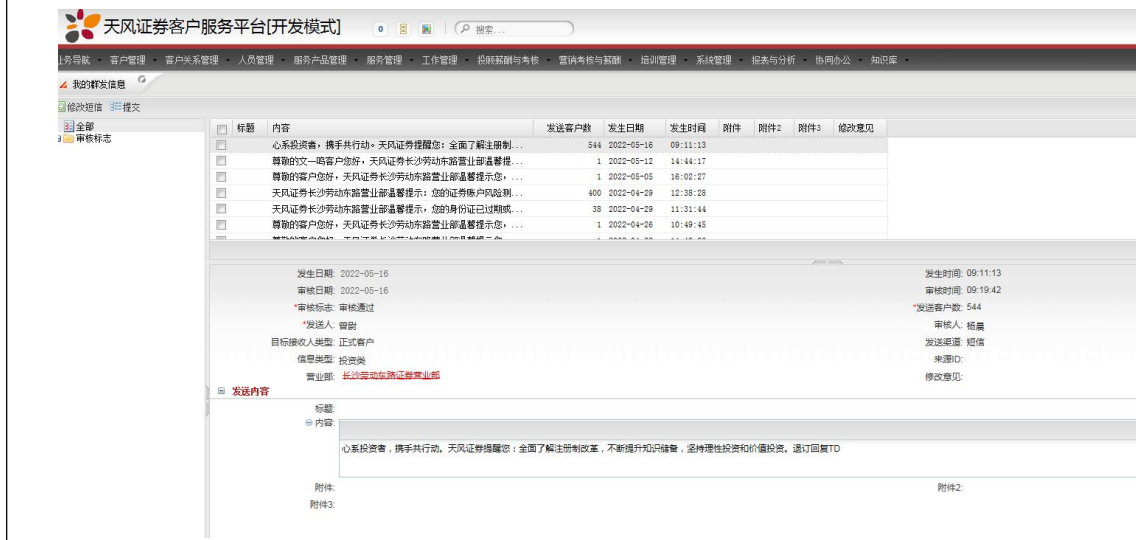 天风证券客户服务平台[开发模式] 0 搜索...
业务导航 客户管理 客户关系管理 人员管理 服务产品管理 服务管理 工作管理 投顾薪酬与考核 营销考核与薪酬 培训管理 系统管理 报表与分析 协同办公 知识库
我的群发信息
修改短信 提交
全部
审核标志
标题 内容 发送客户数 发生日期 发生时间 附件 附件2 附件3 修改意见
心系投资者，携手共行动。天风证券提醒您：全面了解注册制... 544 2022-05-16 09:11:13
尊敬的文一鸣客户您好，天风证券长沙劳动东路营业部温馨提... 1 2022-05-12 14:44:17
尊敬的客户您好，天风证券长沙劳动东路营业部温馨提示您，... 1 2022-05-05 16:02:27
天风证券长沙劳动东路营业部温馨提示：您的证券账户风险测... 400 2022-04-29 12:38:28
天风证券长沙劳动东路营业部温馨提示，您的身份证已过期或... 38 2022-04-29 11:31:44
尊敬的客户您好，天风证券长沙劳动东路营业部温馨提示您，... 1 2022-04-26 10:49:45
发生日期: 2022-05-16 发生时间: 09:11:13
审核日期: 2022-05-16 审核时间: 09:19:42
*审核标志: 审核通过 *发送客户数: 544
*发送人: 曾尉 审核人: 杨晨
目标接收人类型: 正式客户 发送渠道: 短信
信息类型: 投资类 来源ID:
营业部: 长沙劳动东路证券营业部 修改意见:
发送内容
标题:
内容:
心系投资者，携手共行动。天风证券提醒您：全面了解注册制改革，不断提升知识储备，坚持理性投资和价值投资。退订回复TD
附件: 附件2:
附件3: